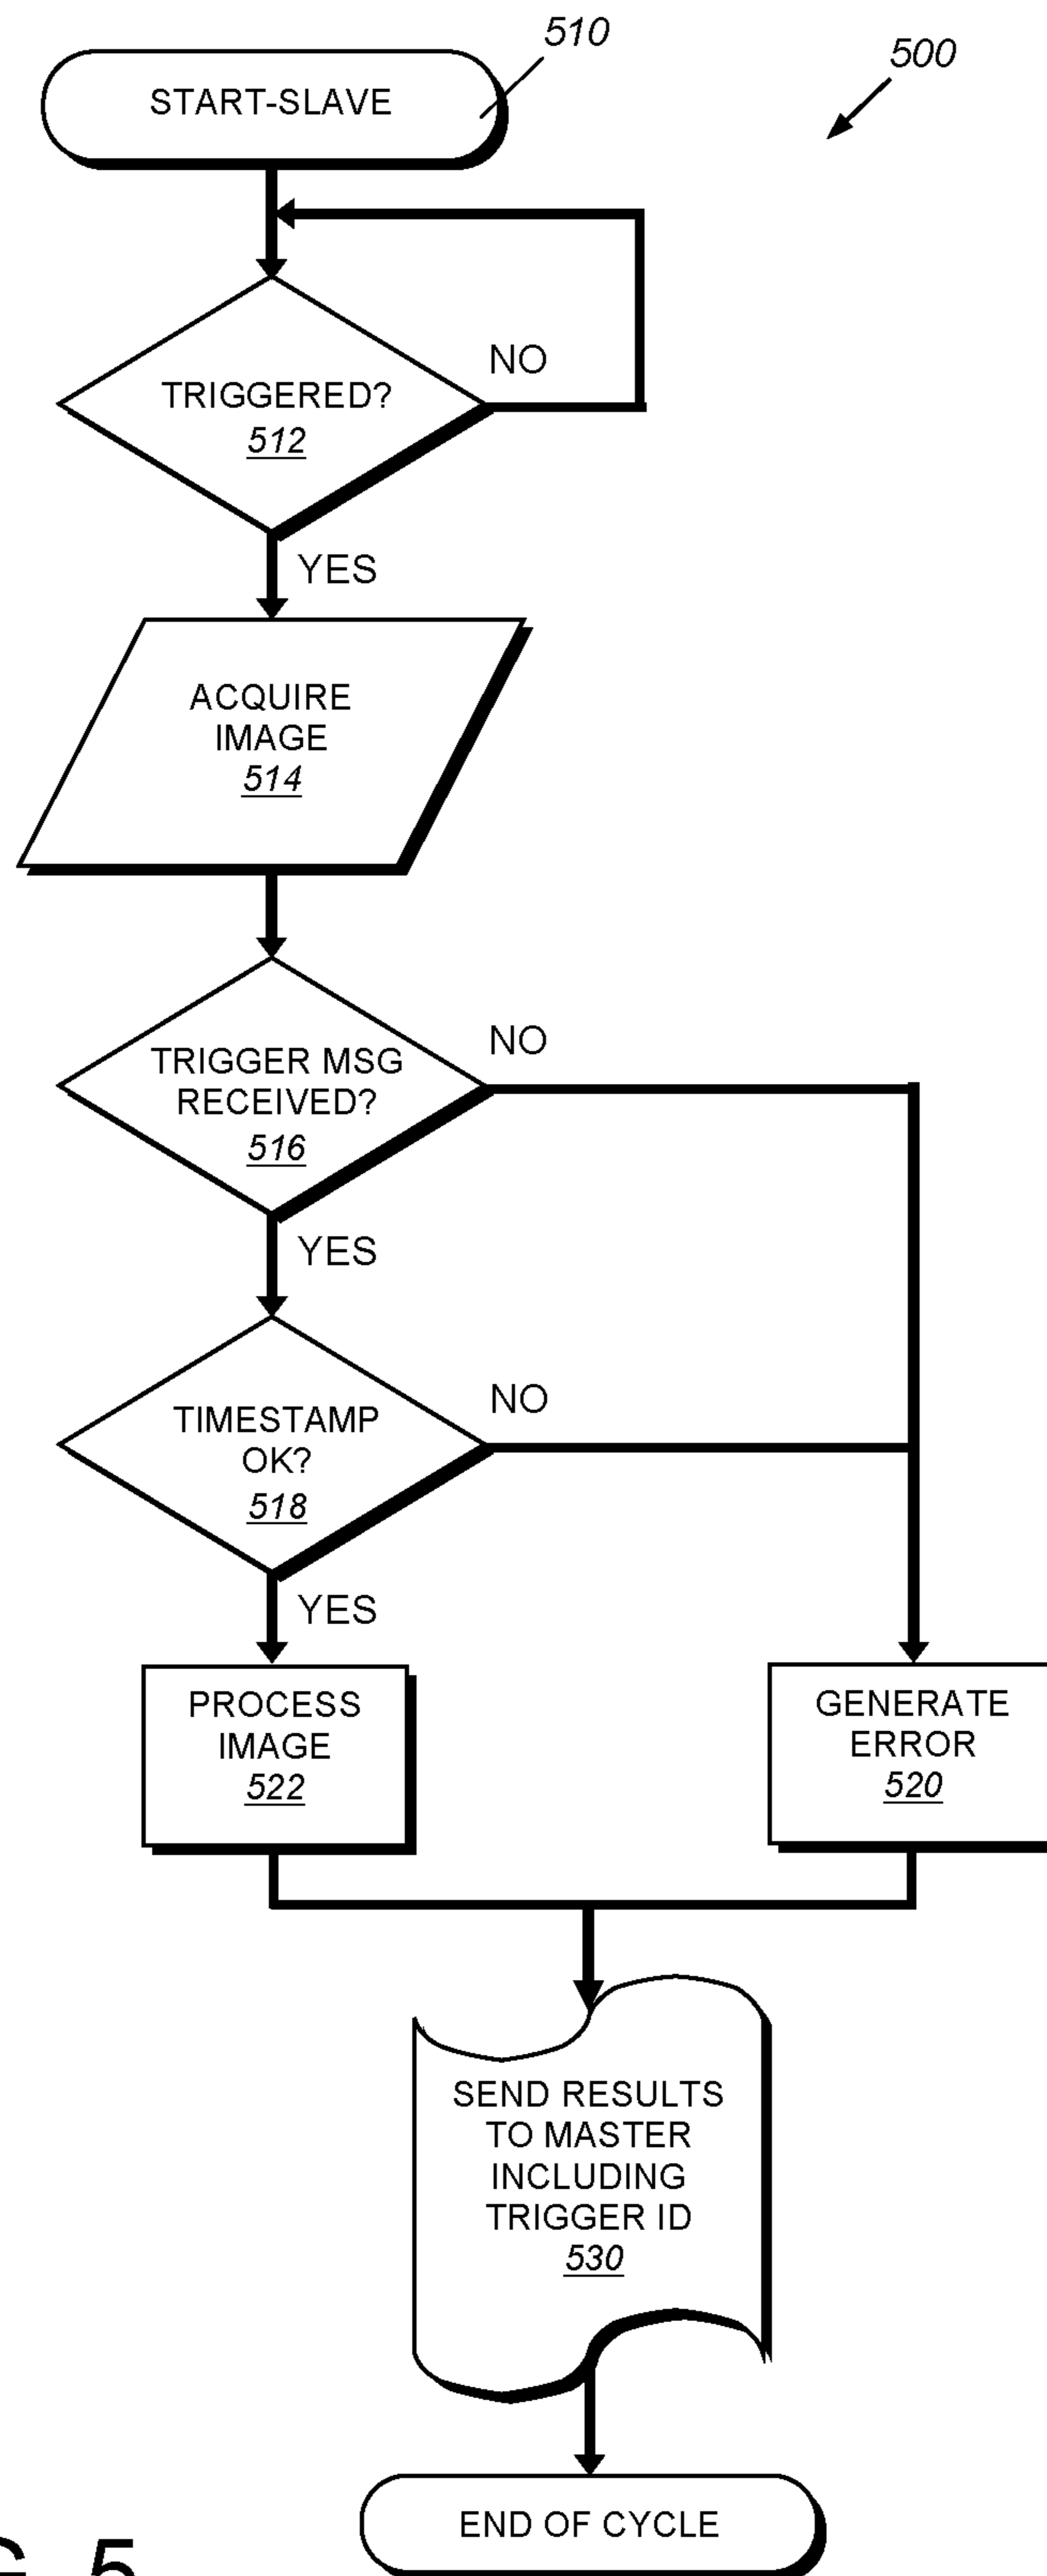 510
500
START-SLAVE
NO
TRIGGERED?
512
YES
ACQUIRE
IMAGE
514
NO
TRIGGER MSG
RECEIVED?
516
YES
NO
TIMESTAMP
OK?
518
YES
PROCESS
IMAGE
522
GENERATE
ERROR
520
SEND RESULTS
TO MASTER
INCLUDING
TRIGGER ID
530
END OF CYCLE
5